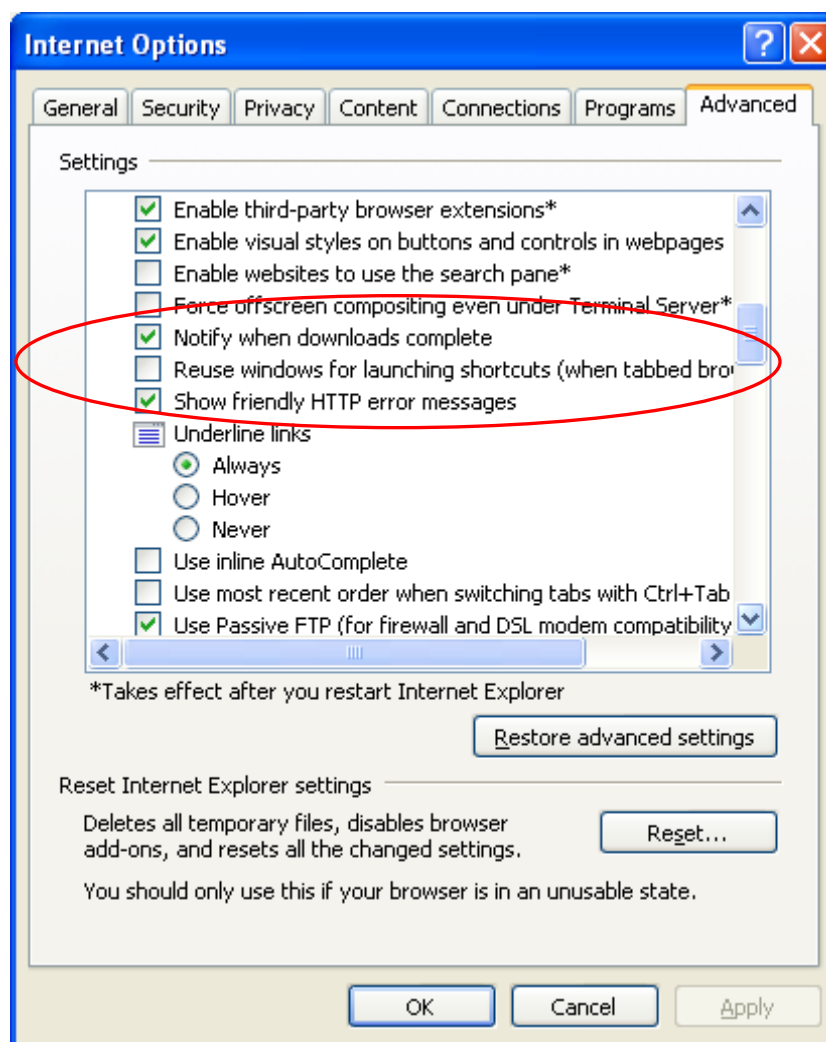 Internet Options
General Security Privacy Content Connections Programs Advanced
Settings
Enable third-party browser extensions*
Enable visual styles on buttons and controls in webpages
Enable websites to use the search pane*
Force offscreen compositing even under Terminal Server*
Notify when downloads complete
Reuse windows for launching shortcuts (when tabbed
Show friendly HTTP error messages
Underline links
Always
Hover
Never
Use inline AutoComplete
Use most recent order when switching tabs with Ctrl+Tab
Use Passive FTP (for firewall and DSL modem compatibility
*Takes effect after you restart Internet Explorer
Restore advanced settings
Reset Internet Explorer settings
Deletes all temporary files, disables browser
add-ons, and resets all the changed settings.
Reset...
You should only use this if your browser is in an unusable state.
OK Cancel Apply